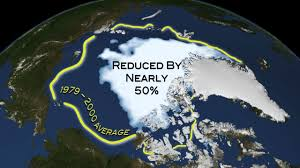 REDUCED BY
NEARLY
50%
1979 - 2000 AVERAGE